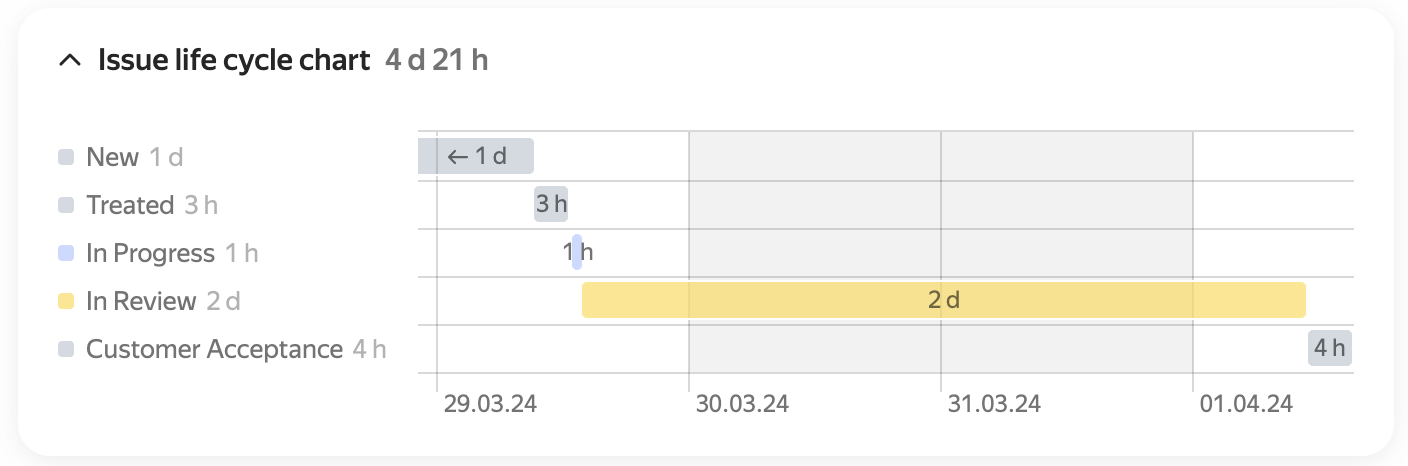 Issue life cycle chart 4 d 21 h
New 1 d
← 1 d
Treated 3 h
3 h
In Progress 1 h
1 h
In Review 2 d
2 d
Customer Acceptance 4 h
4 h
29.03.24 30.03.24 31.03.24 01.04.24